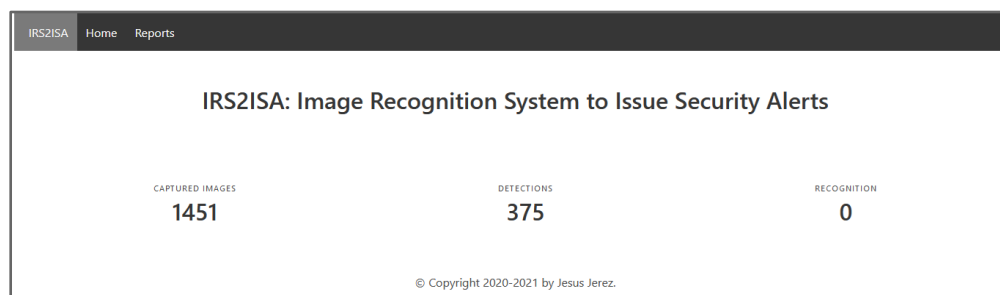 IRS2ISA Home Reports
IRS2ISA: Image Recognition System to Issue Security Alerts
CAPTURED IMAGES DETECTIONS RECOGNITION
1451 375 0
© Copyright 2020-2021 by Jesus Jerez.